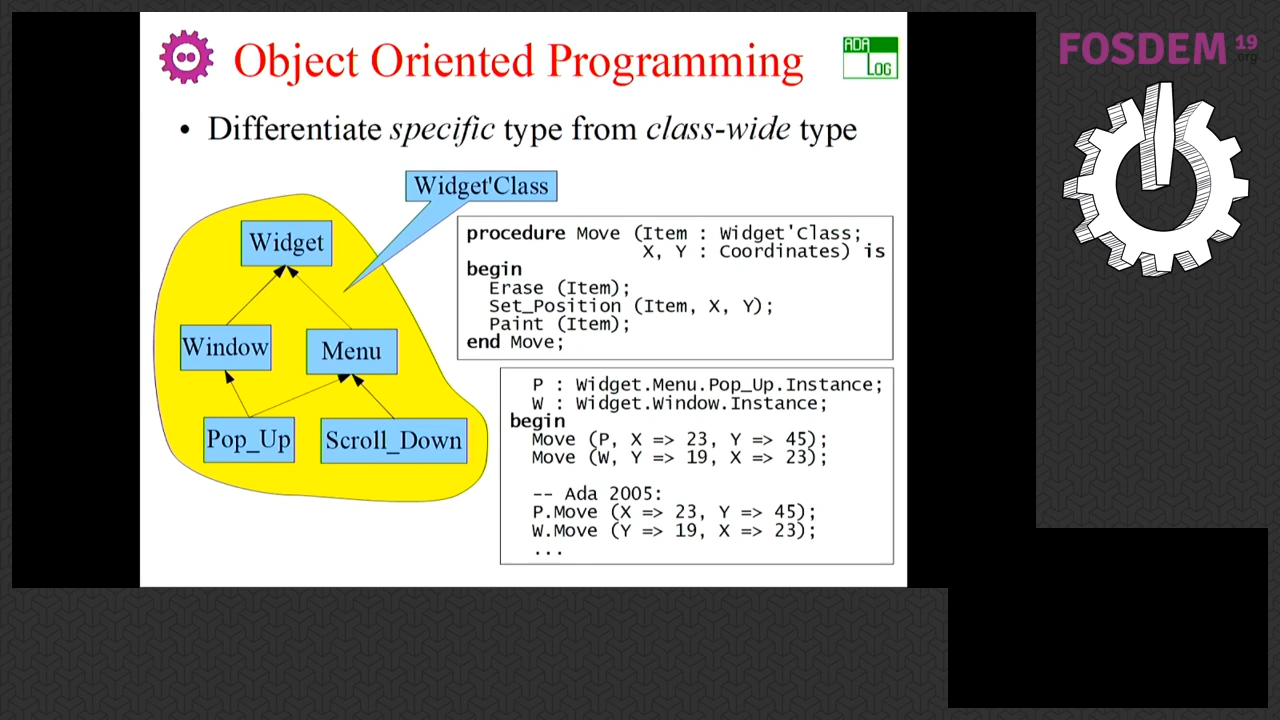 Object Oriented Programming
ADA
LOG
FOSDEM 19
.org
• Differentiate specific type from class-wide type
Widget'Class
Widget
Window
Menu
Pop_Up
Scroll_Down
procedure Move (Item : Widget'Class;
X, Y : Coordinates) is
begin
Erase (Item);
Set_Position (Item, X, Y);
Paint (Item);
end Move;
P : Widget.Menu.Pop_Up.Instance;
W : Widget.Window.Instance;
begin
Move (P, X => 23, Y => 45);
Move (W, Y => 19, X => 23);
-- Ada 2005:
P.Move (X => 23, Y => 45);
W.Move (Y => 19, X => 23);
...